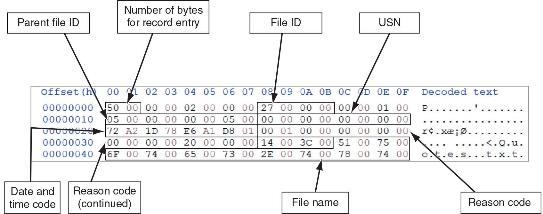 Number of bytes
for record entry
Parent file ID
File ID
USN
Offset(h) 00 01 02 03 04 05 06 07 08 09 0A 0B 0C 0D 0E 0F Decoded text
00000000 50 00 00 00 02 00 00 00 27 00 00 00 00 00 01 00 P.......'.......
00000010 05 00 00 00 00 00 05 00 00 00 00 00 00 00 00 00 ................
00000020 72 A2 1D 78 E6 A1 D8 01 00 01 00 00 00 00 00 00 r¢.xæ¡Ø.........
00000030 00 00 00 00 20 00 00 00 14 00 3C 00 51 00 75 00 .... .....<.Q.u.
00000040 6F 00 74 00 65 00 73 00 2E 00 74 00 78 00 74 00 o.t.e.s...t.x.t.
Date and
time code
Reason code
(continued)
File name
Reason code